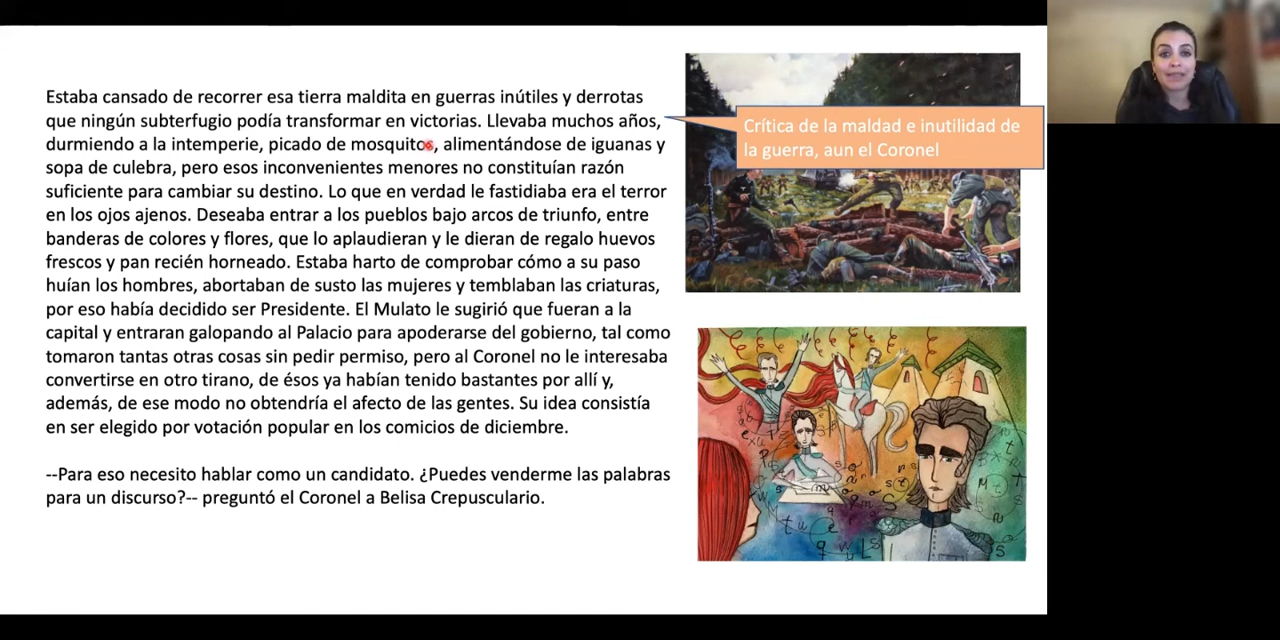 Estaba cansado de recorrer esa tierra maldita en guerras inútiles y derrotas
que ningún subterfugio podía transformar en victorias. Llevaba muchos años,
durmiendo a la intemperie, picado de mosquitos, alimentándose de iguanas y
sopa de culebra, pero esos inconvenientes menores no constituían razón
suficiente para cambiar su destino. Lo que en verdad le fastidiaba era el terror
en los ojos ajenos. Deseaba entrar a los pueblos bajo arcos de triunfo, entre
banderas de colores y flores, que lo aplaudieran y le dieran de regalo huevos
frescos y pan recién horneado. Estaba harto de comprobar cómo a su paso
huían los hombres, abortaban de susto las mujeres y temblaban las criaturas,
por eso había decidido ser Presidente. El Mulato le sugirió que fueran a la
capital y entraran galopando al Palacio para apoderarse del gobierno, tal como
tomaron tantas otras cosas sin pedir permiso, pero al Coronel no le interesaba
convertirse en otro tirano, de ésos ya habían tenido bastantes por allí y,
además, de ese modo no obtendría el afecto de las gentes. Su idea consistía
en ser elegido por votación popular en los comicios de diciembre.
--Para eso necesito hablar como un candidato. ¿Puedes venderme las palabras
para un discurso?-- preguntó el Coronel a Belisa Crepusculario.
Crítica de la maldad e inutilidad de
la guerra, aun el Coronel